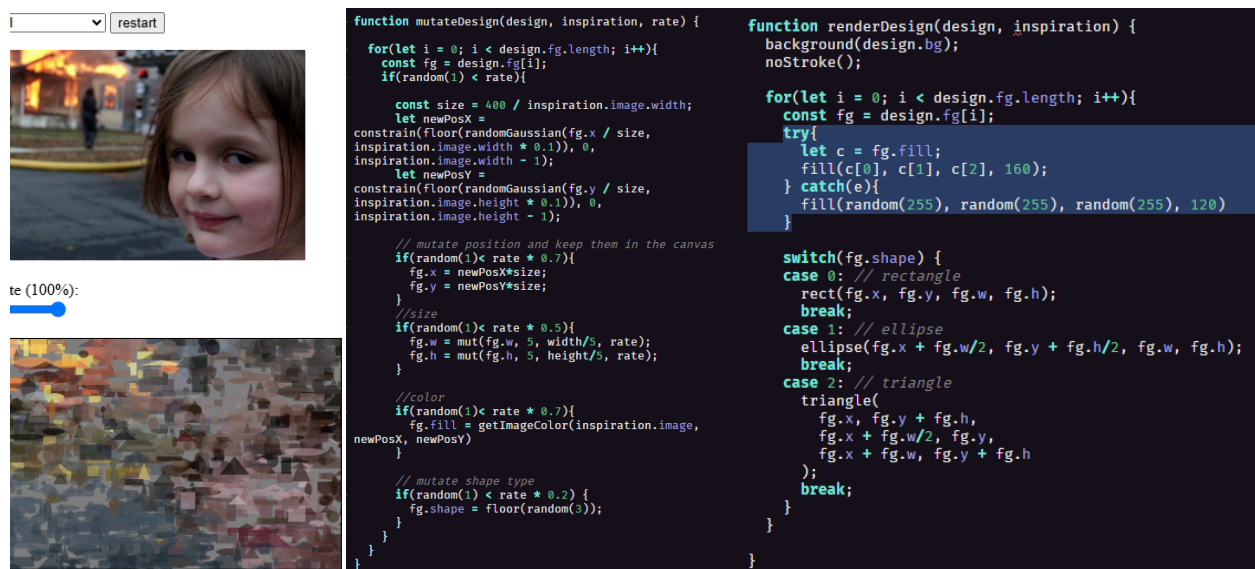 l
restart
te (100%):
function mutateDesign(design, inspiration, rate) {
for(let i = 0; i < design.fg.length; i++){
const fg = design.fg[i];
if(random(1) < rate){
const size = 400 / inspiration.image.width;
let newPosX =
constrain(floor(randomGaussian(fg.x / size,
inspiration.image.width * 0.1)), 0,
inspiration.image.width - 1);
let newPosY =
constrain(floor(randomGaussian(fg.y / size,
inspiration.image.height * 0.1)), 0,
inspiration.image.height - 1);
// mutate position and keep them in the canvas
if(random(1)< rate * 0.7){
fg.x = newPosX*size;
fg.y = newPosY*size;
}
//size
if(random(1)< rate * 0.5){
fg.w = mut(fg.w, 5, width/5, rate);
fg.h = mut(fg.h, 5, height/5, rate);
}
//color
if(random(1)< rate * 0.7){
fg.fill = getImageColor(inspiration.image,
newPosX, newPosY)
}
// mutate shape type
if(random(1) < rate * 0.2) {
fg.shape = floor(random(3));
}
}
}
}
function renderDesign(design, inspiration) {
background(design.bg);
noStroke();
for(let i = 0; i < design.fg.length; i++){
const fg = design.fg[i];
try{
let c = fg.fill;
fill(c[0], c[1], c[2], 160);
} catch(e){
fill(random(255), random(255), random(255), 120)
}
switch(fg.shape) {
case 0: // rectangle
rect(fg.x, fg.y, fg.w, fg.h);
break;
case 1: // ellipse
ellipse(fg.x + fg.w/2, fg.y + fg.h/2, fg.w, fg.h);
break;
case 2: // triangle
triangle(
fg.x, fg.y + fg.h,
fg.x + fg.w/2, fg.y,
fg.x + fg.w, fg.y + fg.h
);
break;
}
}
}